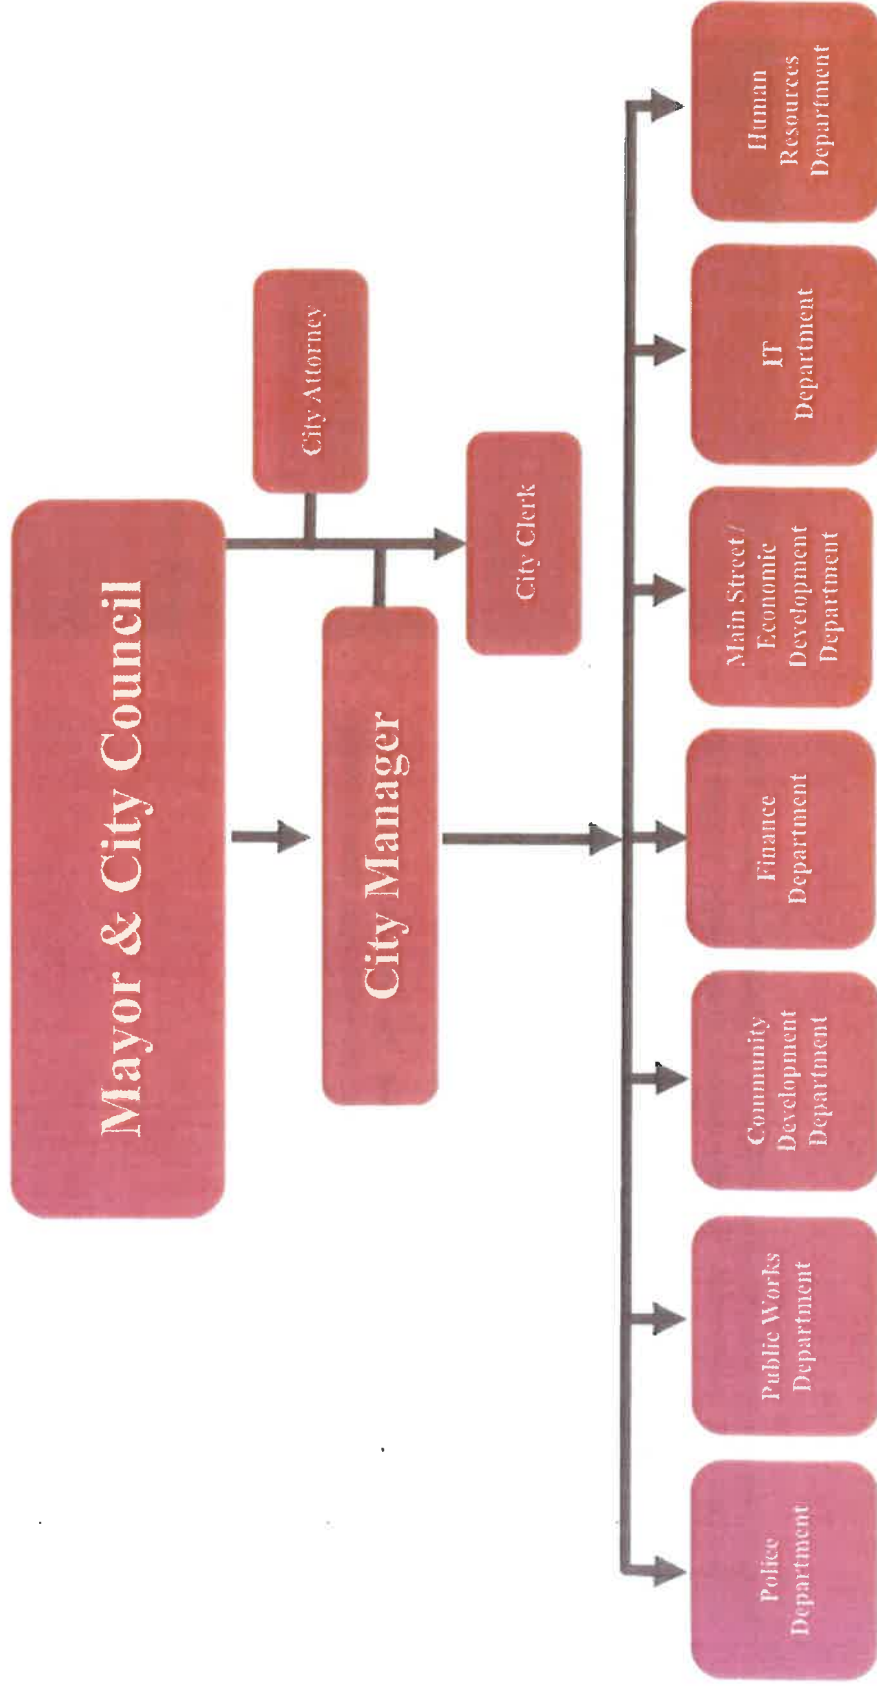 Mayor & City Council
City Attorney
City Manager
City Clerk
Police
Department
Public Works
Department
Community
Development
Department
Finance
Department
Main Street/
Economic
Development
Department
IT
Department
Human
Resources
Department